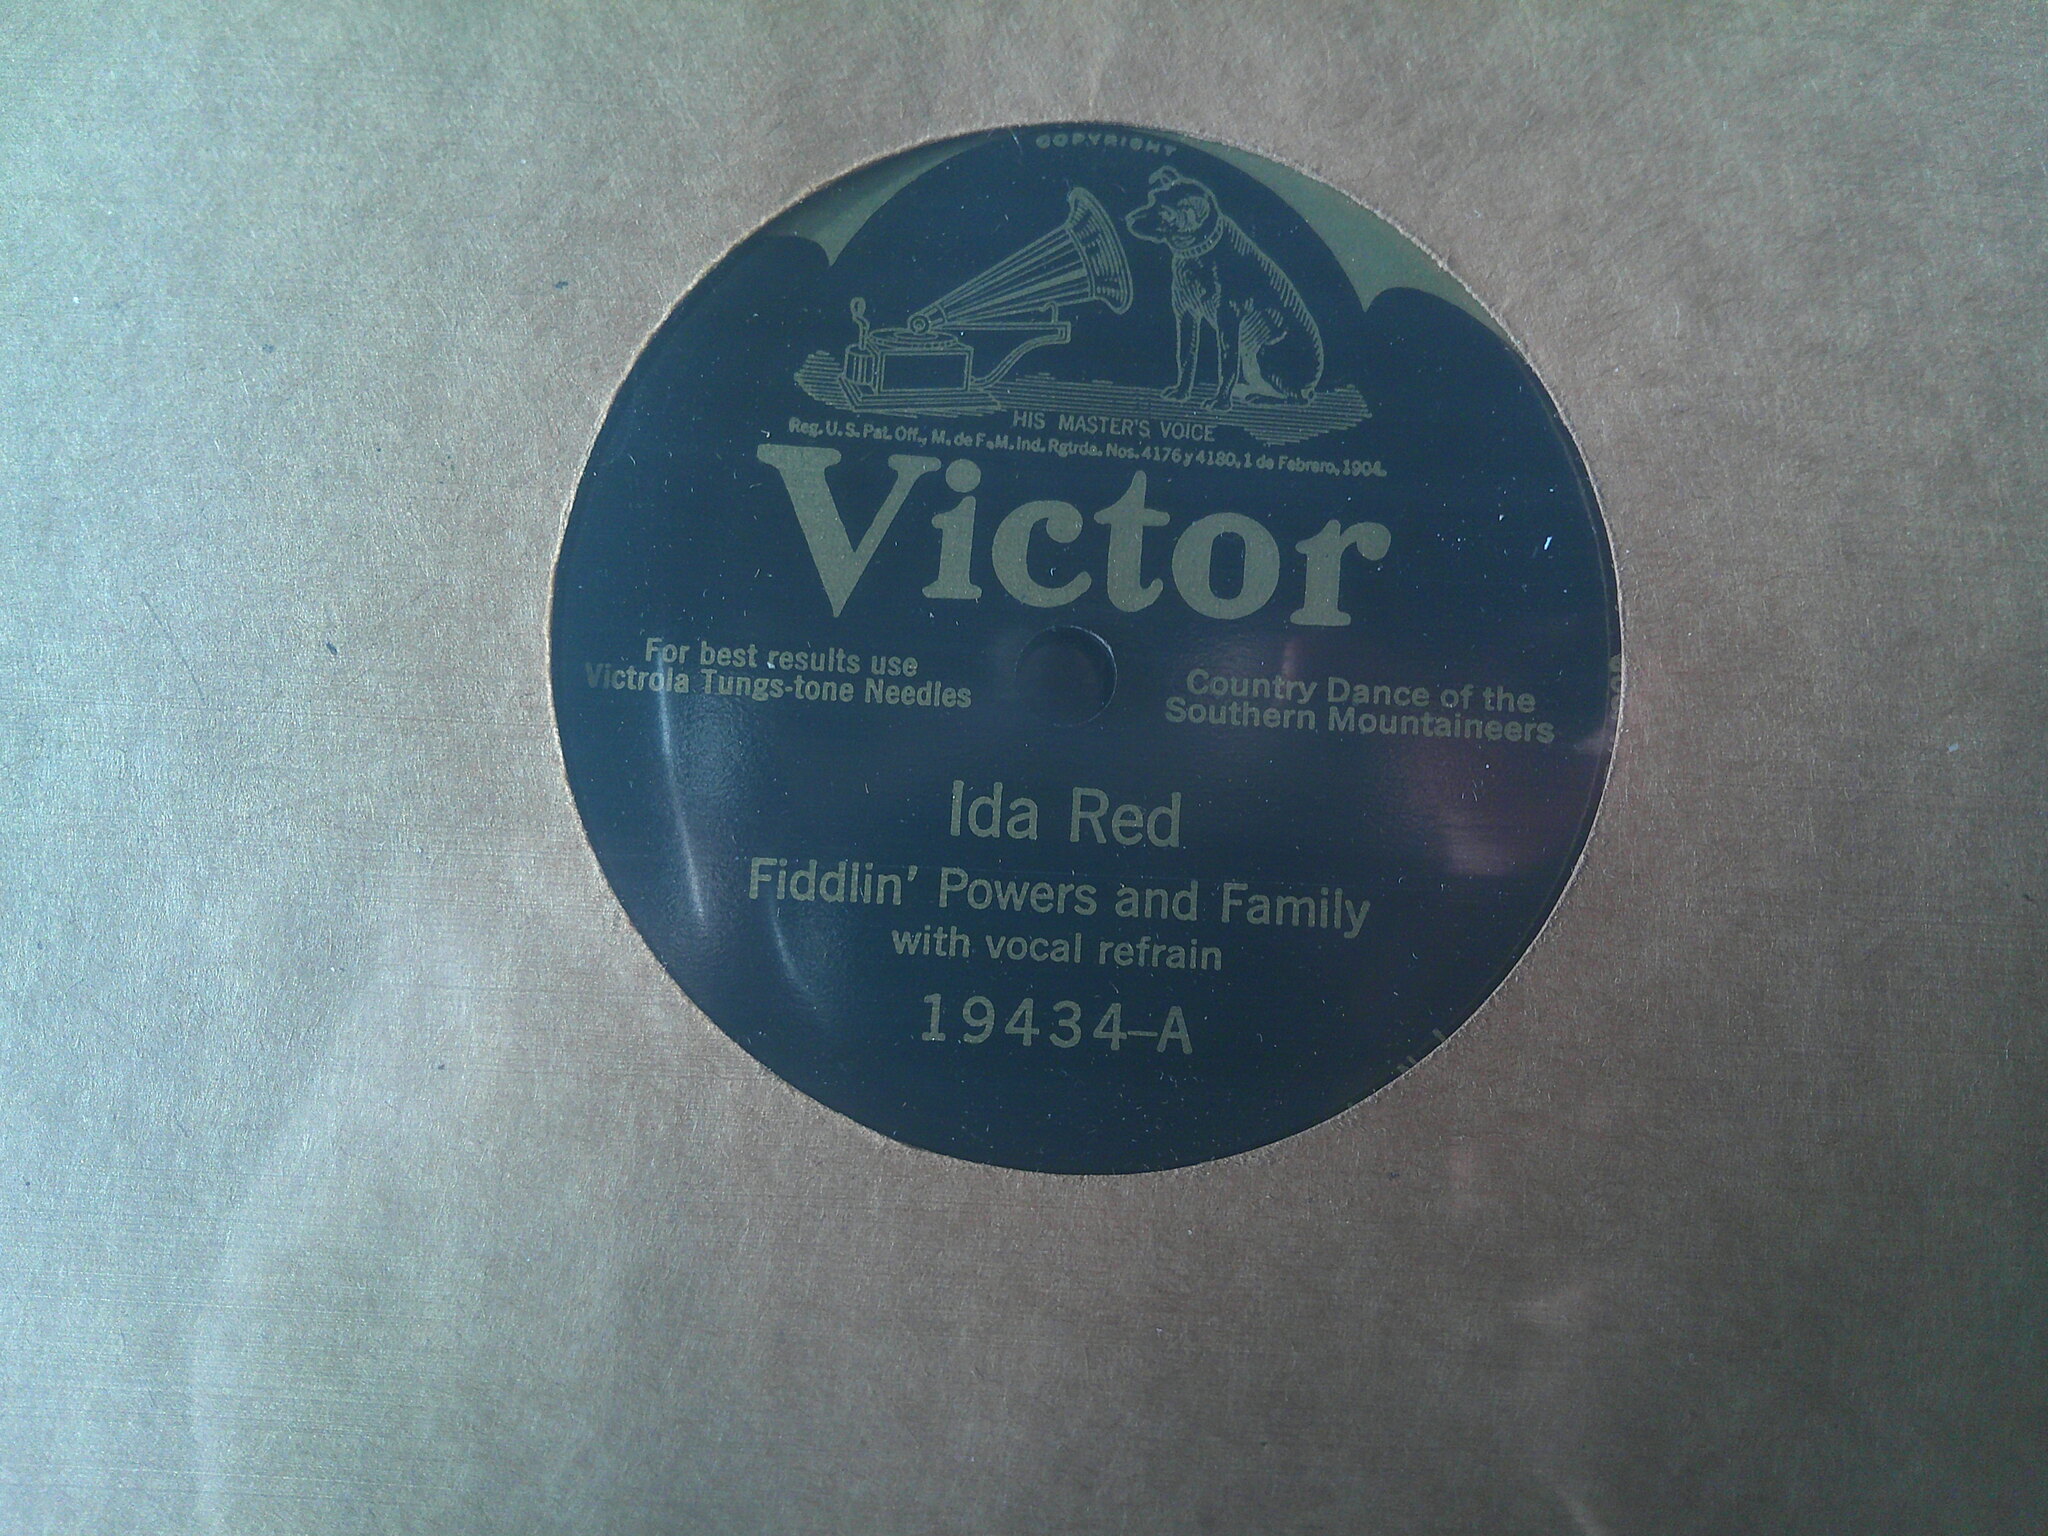 COPYRIGHT
HIS MASTER'S VOICE
Reg. U. S. Pat. Off., M. de F. M. Ind. Rgtrda. Nos. 4176 y 4180, 1 de Febrero, 1904.
Victor
For best results use
Victrola Tungs-tone Needles
Country Dance of the
Southern Mountaineers
Ida Red
Fiddlin' Powers and Family
with vocal refrain
19434–A